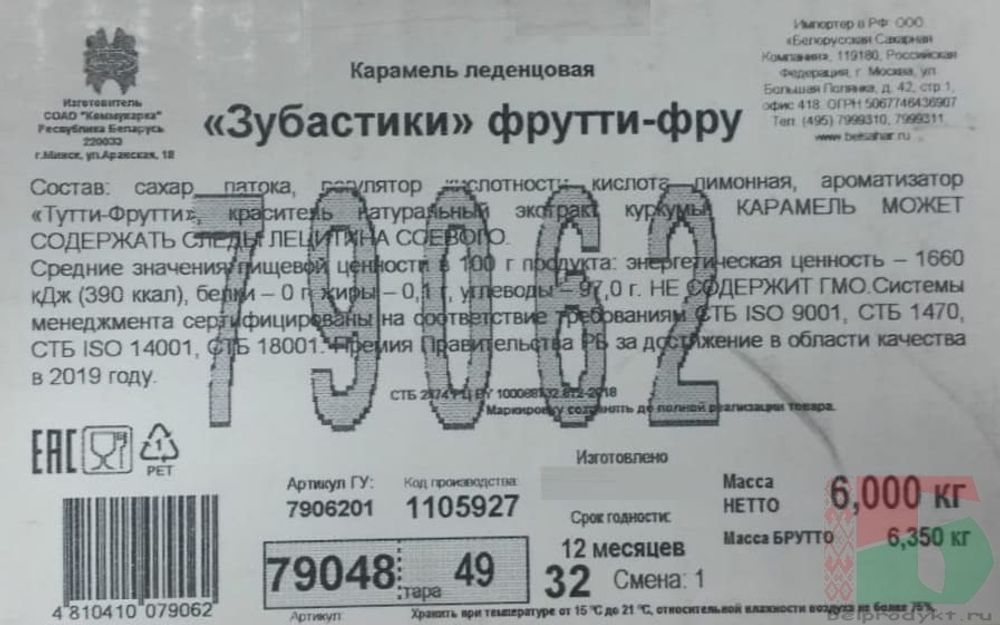 Изготовитель
СОАО "Коммунарка"
Республика Беларусь
220033
г.Минск, ул.Аранская, 18
Импортер в РФ: ООО
«Белорусская Сахарная
Компания», 119180, Российская
Федерация, г. Москва, ул.
Большая Полянка, д. 42, стр.1,
офис 418. ОГРН 5067746436907
Тел. (495) 7999310, 7999311
www.belsahar.ru
Карамель леденцовая
«Зубастики» фрутти-фру
Состав: сахар, патока, регулятор кислотности кислота лимонная, ароматизатор
«Тутти-Фрутти», краситель натуральный экстракт куркумы КАРАМЕЛЬ МОЖЕТ
СОДЕРЖАТЬ СЛЕДЫ ЛЕЦИТИНА СОЕВОГО.
Средние значения пищевой ценности в 100 г продукта: энергетическая ценность – 1660
кДж (390 ккал), белки – 0 г, жиры – 0,1 г, углеводы – 97,0 г. НЕ СОДЕРЖИТ ГМО.Системы
менеджмента сертифицированы на соответствие требованиям СТБ ISO 9001, СТБ 1470,
СТБ ISO 14001, СТБ 18001. Премия Правительства РБ за достижение в области качества
в 2019 году.
79062
СТБ 2474 РЦ BY
Маркировку сохранять до полной реализации товара.
EAC
1
PET
Артикул ГУ:
7906201
Код производства
1105927
Изготовлено
Срок годности:
12 месяцев
32 Смена: 1
Масса
НЕТТО 6,000 кг
Масса БРУТТО 6,350 кг
79048 тара 49
Артикул:
Хранить при температуре от 15 °C до 21 °C, относительной влажности воздуха не более 75%.
4 810410 079062
Belprodykt.ru